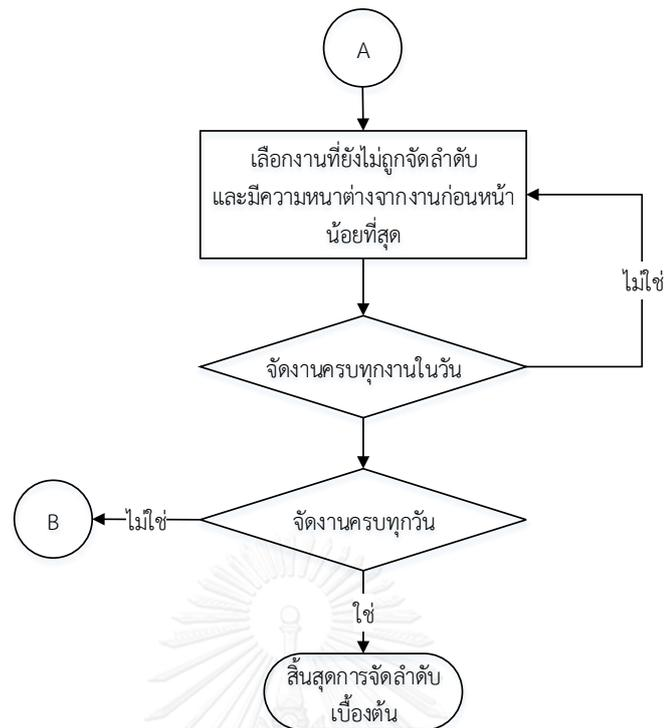 A
เลือกงานที่ยังไม่ถูกจัดลำดับ
และมีความหนาต่างจากงานก่อนหน้า
น้อยที่สุด
ไม่ใช่
จัดงานครบทุกงานในวัน
B
ไม่ใช่
จัดงานครบทุกวัน
ใช่
สิ้นสุดการจัดลำดับ
เบื้องต้น